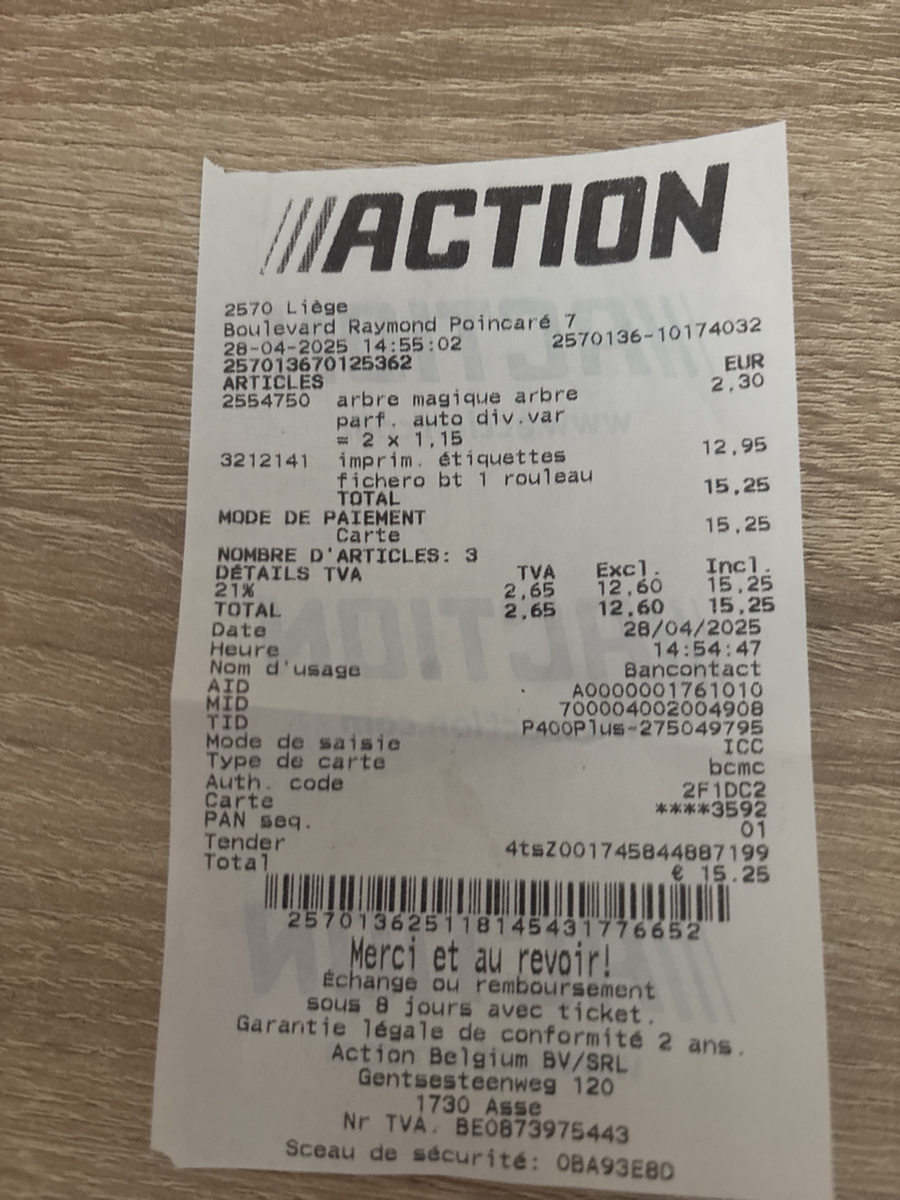 ///ACTION
2570 Liège
Boulevard Raymond Poincaré 7
28-04-2025 14:55:02 2570136-10174032
257013670125362 EUR
ARTICLES 2,30
2554750 arbre magique arbre
parf. auto div.var
= 2 x 1,15
3212141 imprim. étiquettes 12,95
fichero bt 1 rouleau
TOTAL 15,25
MODE DE PAIEMENT
Carte 15,25
NOMBRE D'ARTICLES: 3
DÉTAILS TVA TVA Excl. Incl.
21% 2,65 12,60 15,25
TOTAL 2,65 12,60 15,25
Date 28/04/2025
Heure 14:54:47
Nom d'usage Bancontact
AID A0000001761010
MID 700004002004908
TID P400Plus-275049795
Mode de saisie ICC
Type de carte bcmc
Auth. code 2F1DC2
Carte ****3592
PAN seq. 01
Tender 4tsZ001745844887199
Total € 15.25
2570136251181454317766​52
Merci et au revoir!
Échange ou remboursement
sous 8 jours avec ticket.
Garantie légale de conformité 2 ans.
Action Belgium BV/SRL
Gentsesteenweg 120
1730 Asse
Nr TVA. BE0873975443
Sceau de sécurité: 0BA93E8D